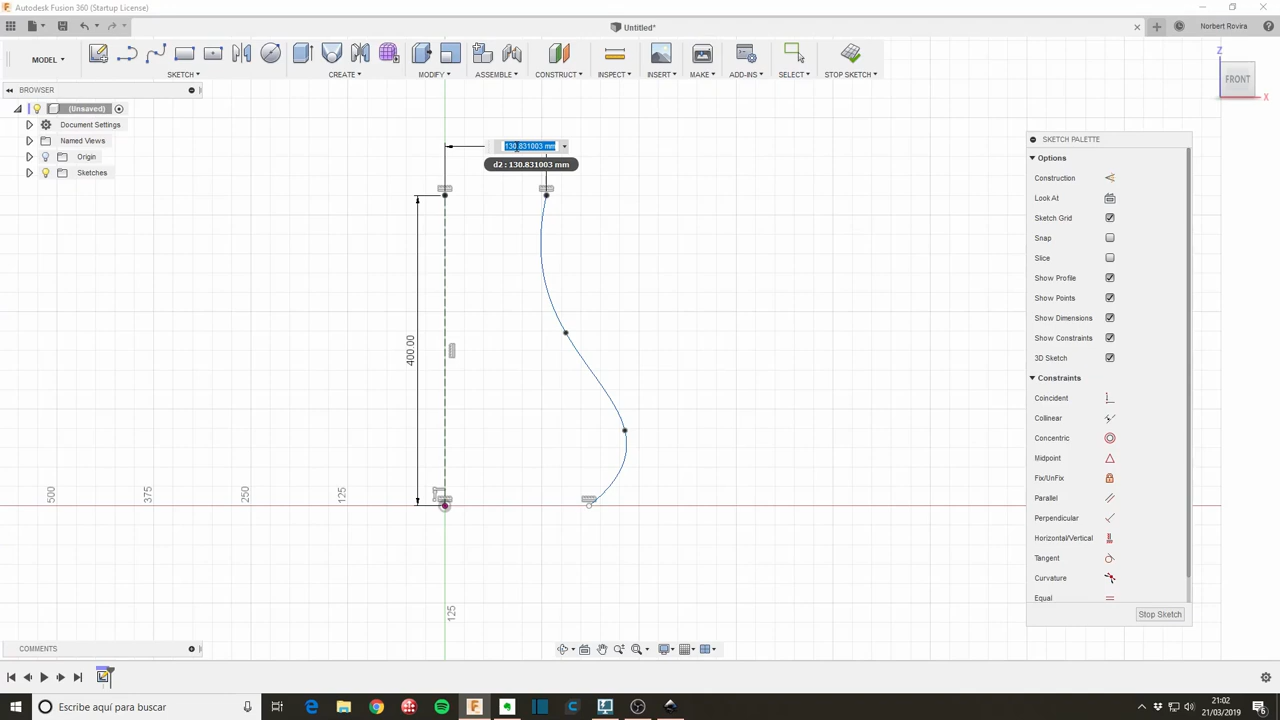 Autodesk Fusion 360 (Startup License)
Untitled*
Norbert Rovira
MODEL
SKETCH
CREATE
MODIFY
ASSEMBLE
CONSTRUCT
INSPECT
INSERT
MAKE
ADD-INS
SELECT
STOP SKETCH
Z
FRONT
X
BROWSER
(Unsaved)
Document Settings
Named Views
Origin
Sketches
130.831003 mm
d2 : 130.831003 mm
400.00
500
375
250
125
125
SKETCH PALETTE
Options
Construction
Look At
Sketch Grid
Snap
Slice
Show Profile
Show Points
Show Dimensions
Show Constraints
3D Sketch
Constraints
Coincident
Collinear
Concentric
Midpoint
Fix/UnFix
Parallel
Perpendicular
Horizontal/Vertical
Tangent
Curvature
Equal
Stop Sketch
COMMENTS
Escribe aquí para buscar
21:02
21/03/2019